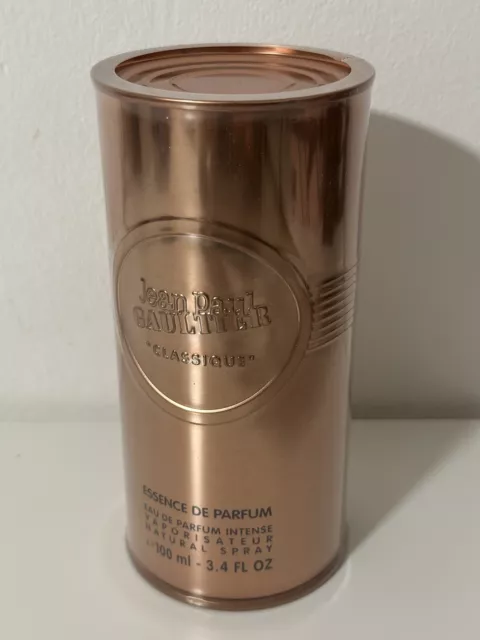 Jean Paul
GAULTIER
"CLASSIQUE"
ESSENCE DE PARFUM
EAU DE PARFUM INTENSE
VAPORISATEUR
NATURAL SPRAY
℮ 100 ml - 3.4 FL OZ